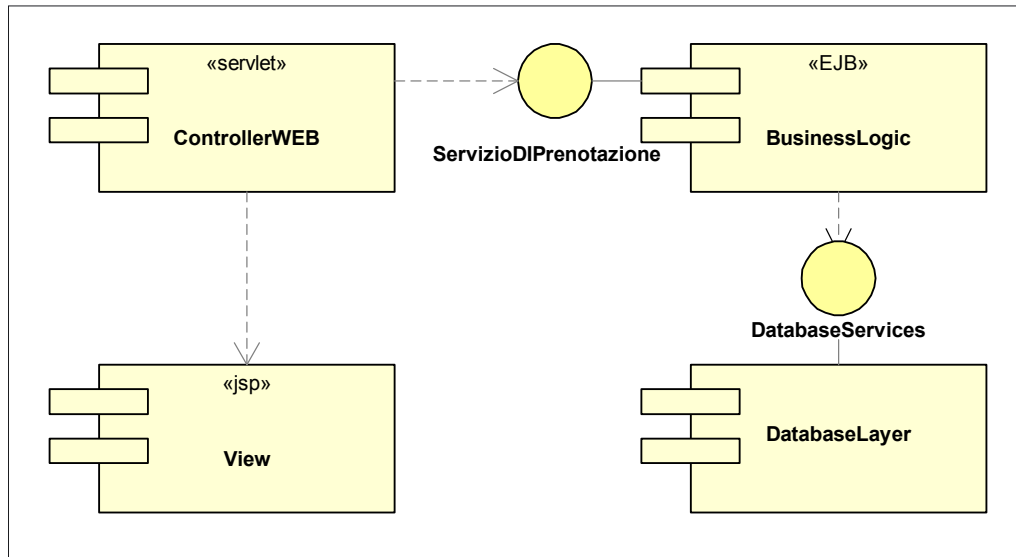 «servlet»
ControllerWEB
ServizioDIPrenotazione
«EJB»
BusinessLogic
DatabaseServices
«jsp»
View
DatabaseLayer